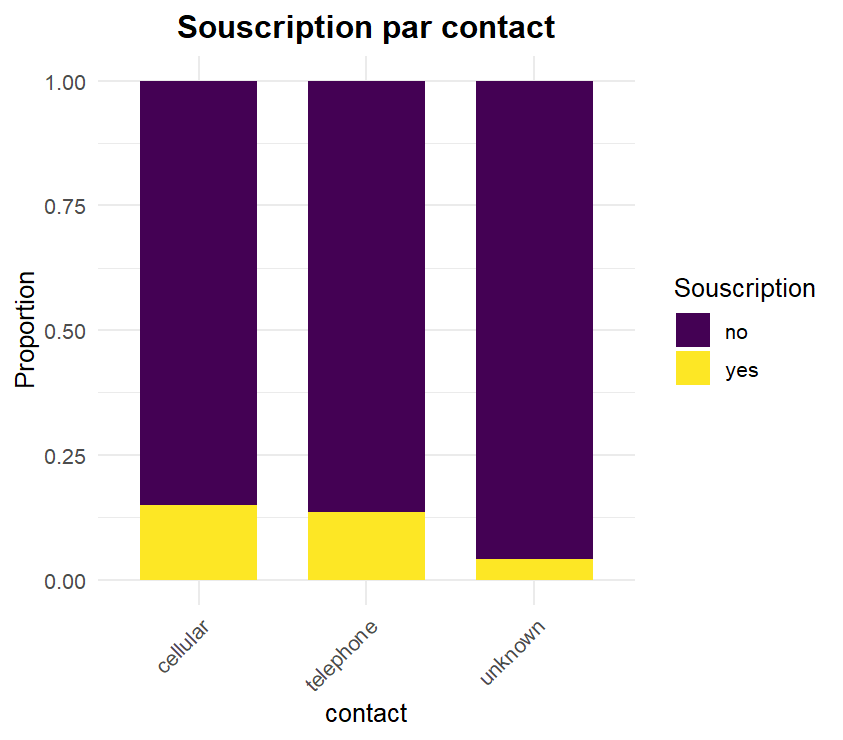 Souscription par contact
1.00
0.75
0.50
0.25
0.00
Proportion
cellular
telephone
unknown
contact
Souscription
no
yes